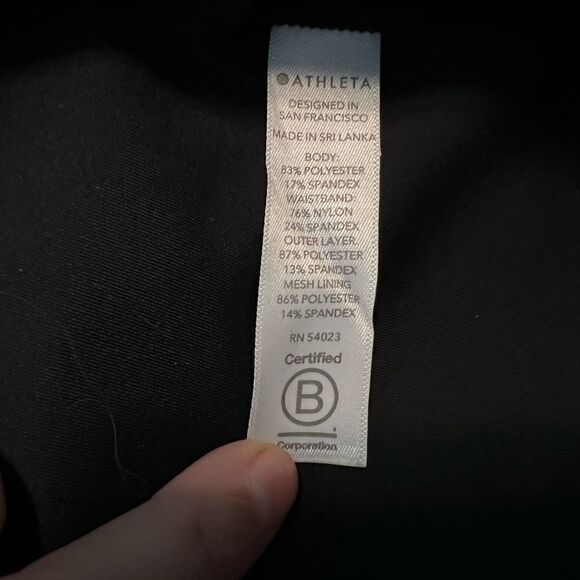 ATHLETA
DESIGNED IN
SAN FRANCISCO
MADE IN SRI LANKA
BODY:
83% POLYESTER
17% SPANDEX
WAISTBAND:
76% NYLON
24% SPANDEX
OUTER LAYER:
87% POLYESTER
13% SPANDEX
MESH LINING
86% POLYESTER
14% SPANDEX
RN 54023
Certified
B
Corporation